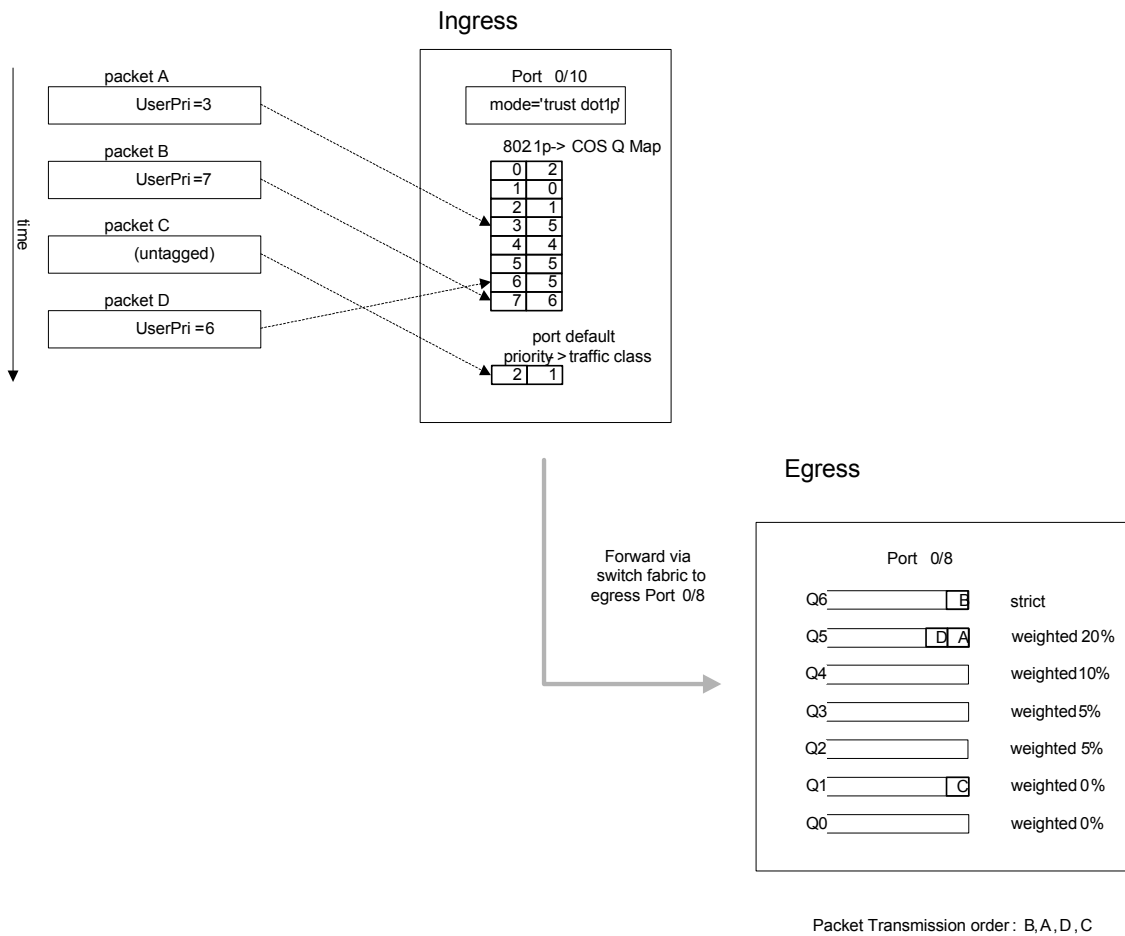 Ingress
packet A
UserPri=3
packet B
UserPri=7
packet C
(untagged)
packet D
UserPri=6
time
Port 0/10
mode='trust dot1p'
8021p-> COS Q Map
0 2
1 0
2 1
3 5
4 4
5 5
6 5
7 6
port default
priority->traffic class
2 1
Forward via
switch fabric to
egress Port 0/8
Egress
Port 0/8
Q6 B strict
Q5 D A weighted 20%
Q4 weighted 10%
Q3 weighted 5%
Q2 weighted 5%
Q1 C weighted 0%
Q0 weighted 0%
Packet Transmission order: B, A, D, C